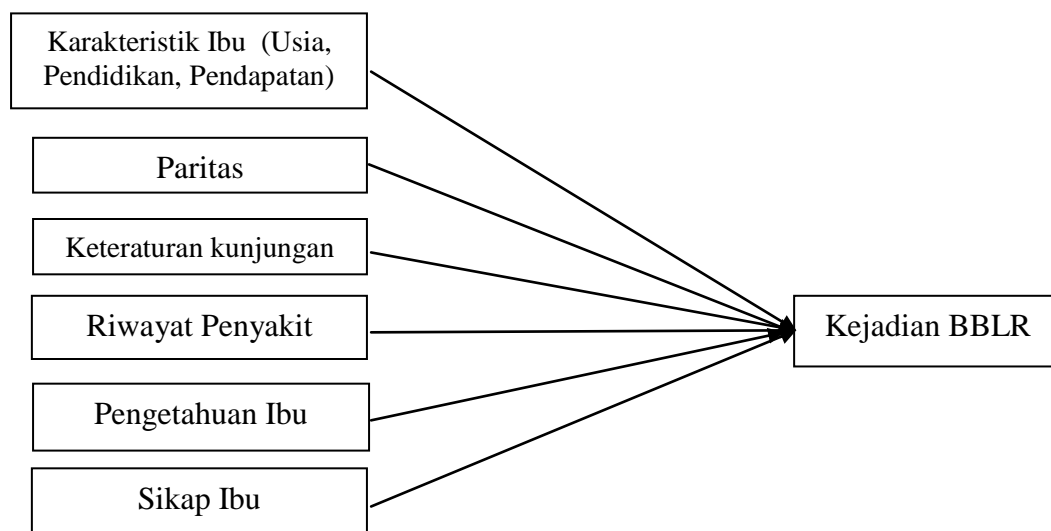 Karakteristik Ibu (Usia,
Pendidikan, Pendapatan)
Paritas
Keteraturan kunjungan
Riwayat Penyakit
Pengetahuan Ibu
Sikap Ibu
Kejadian BBLR